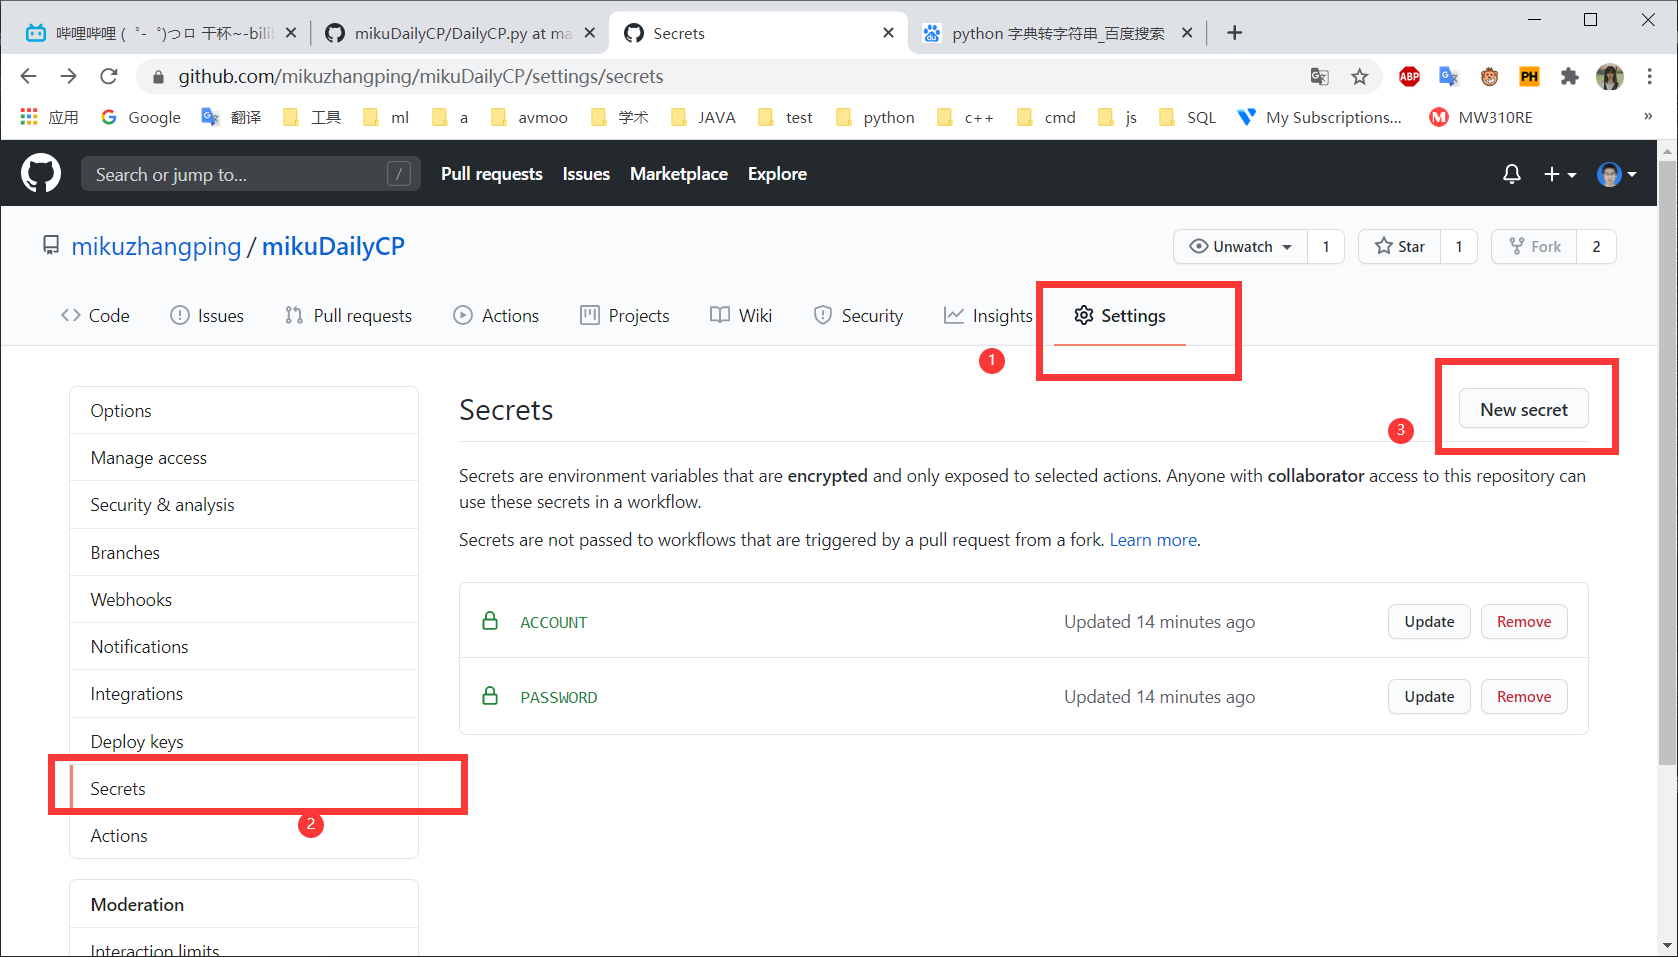 哔哩哔哩 (゜-゜)つロ 干杯~-bilib
mikuDailyCP/DailyCP.py at ma
Secrets
python 字典转字符串_百度搜索
github.com/mikuzhangping/mikuDailyCP/settings/secrets
ABP
PH
应用
Google
翻译
工具
ml
a
avmoo
学术
JAVA
test
python
c++
cmd
js
SQL
My Subscriptions...
MW310RE
»
Search or jump to...
/
Pull requests
Issues
Marketplace
Explore
mikuzhangping / mikuDailyCP
Unwatch 1
Star 1
Fork 2
Code
Issues
Pull requests
Actions
Projects
Wiki
Security
Insights
Settings
1
Options
Manage access
Security & analysis
Branches
Webhooks
Notifications
Integrations
Deploy keys
Secrets
2
Actions
Moderation
Interaction limits
Secrets
New secret
3
Secrets are environment variables that are encrypted and only exposed to selected actions. Anyone with collaborator access to this repository can
use these secrets in a workflow.
Secrets are not passed to workflows that are triggered by a pull request from a fork. Learn more.
ACCOUNT
Updated 14 minutes ago
Update
Remove
PASSWORD
Updated 14 minutes ago
Update
Remove